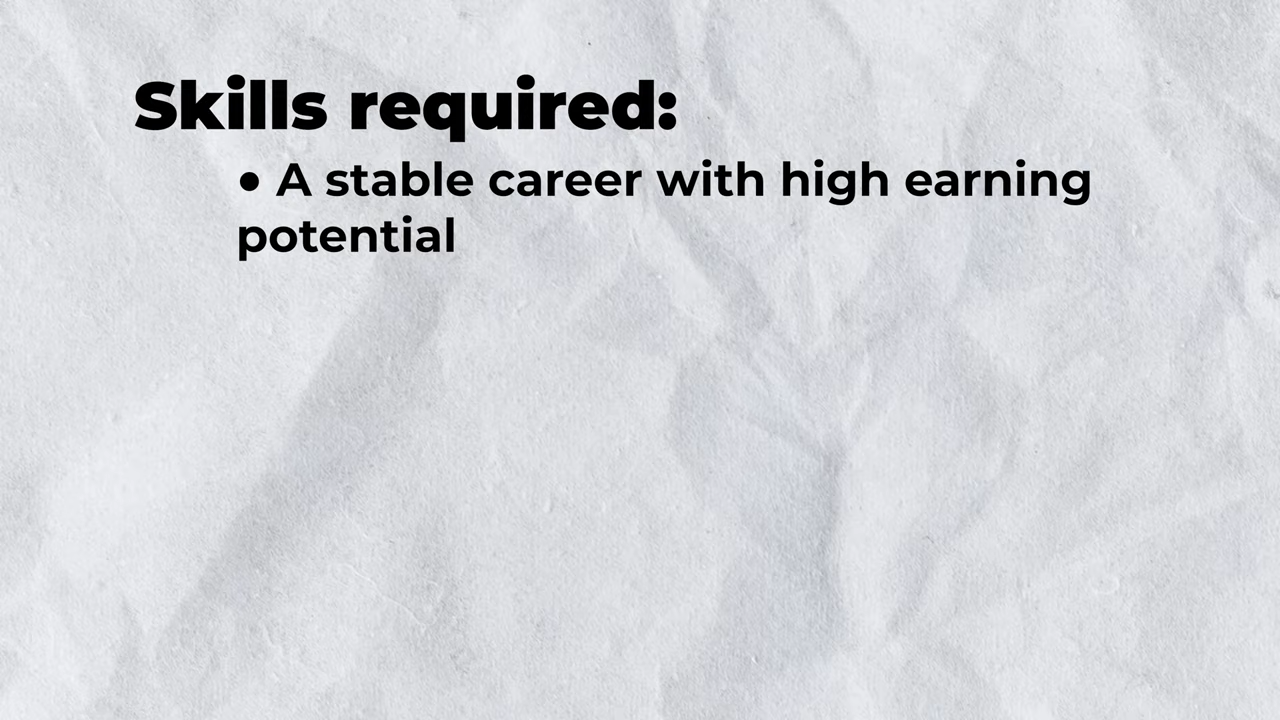 Skills required:
● A stable career with high earning
potential